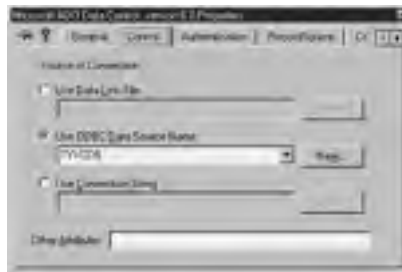 Microsoft ADO Data Control, version 6.0 Properties
General Control Authentication RecordSource
Source of Connection
Use Data Link File
Use ODBC Data Source Name
New...
Use Connection String
Other Attributes: